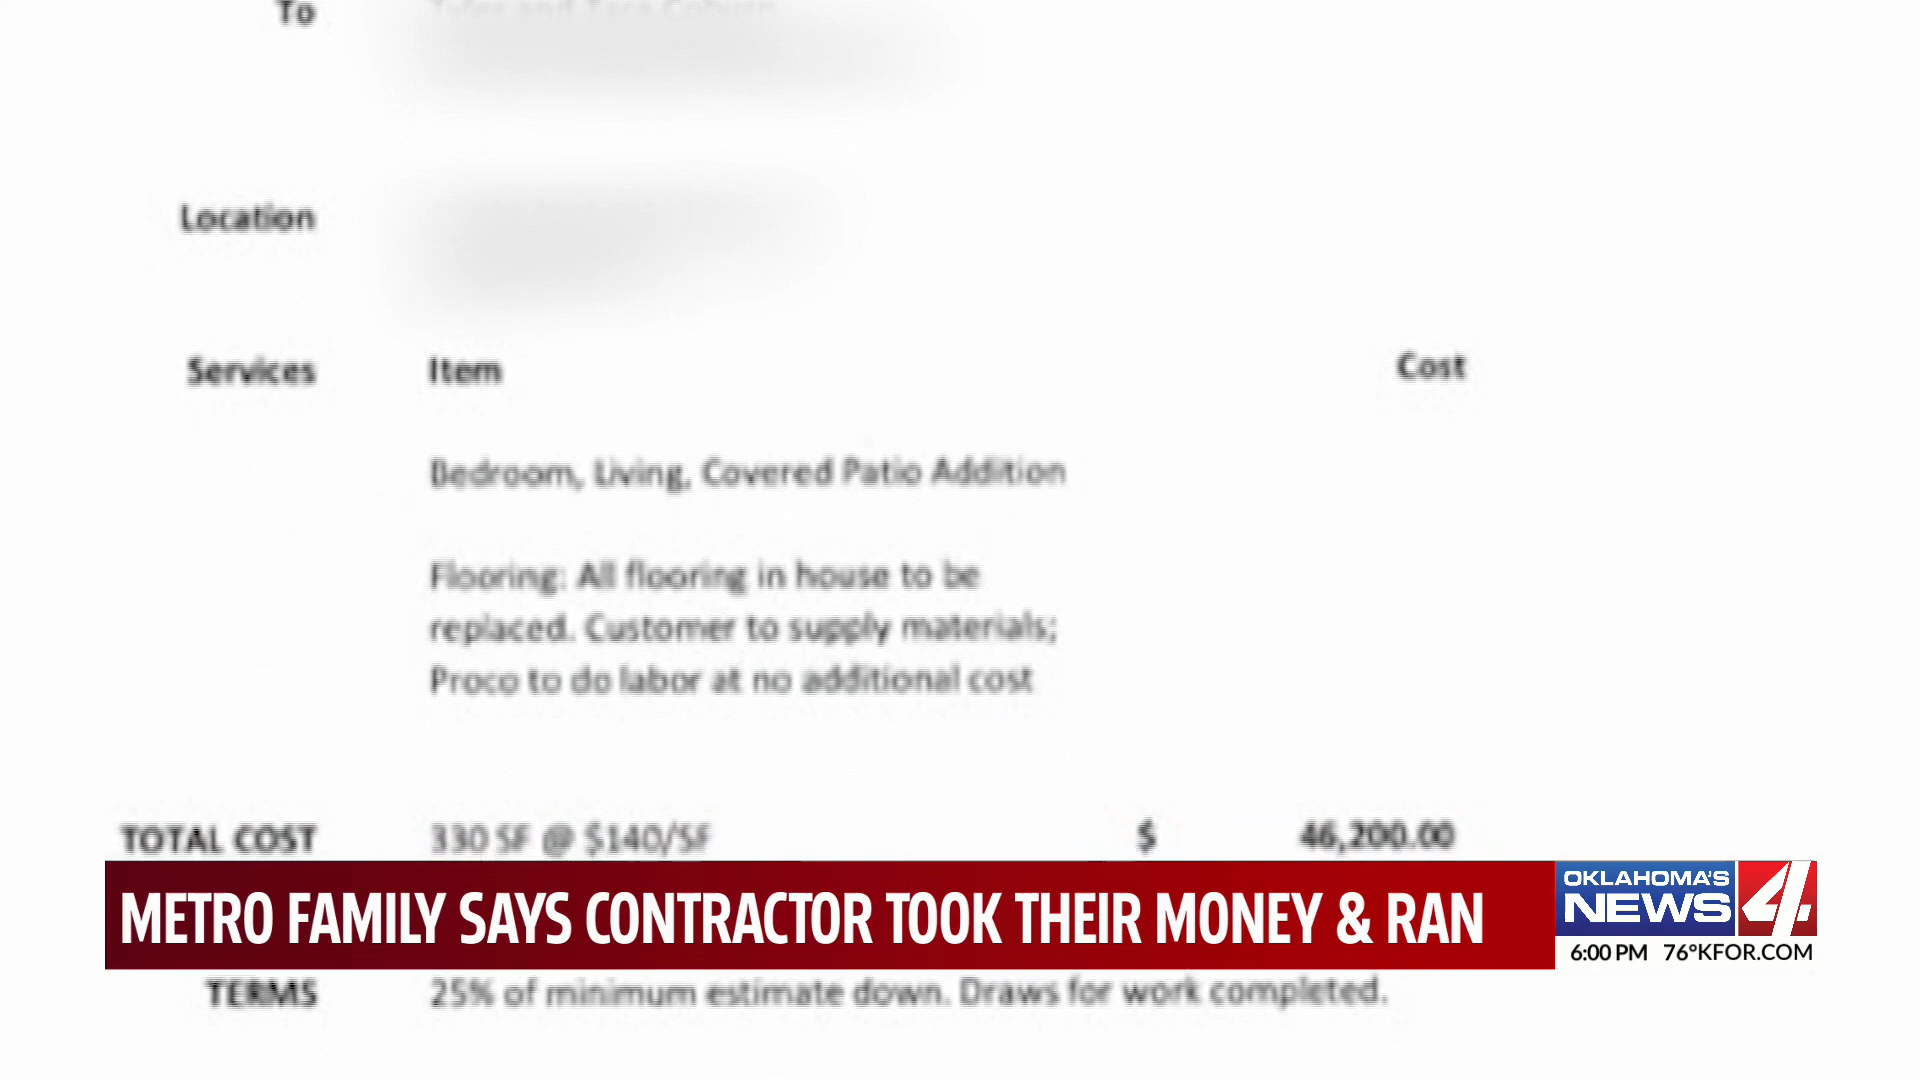 To
Location
Services Item Cost
Bedroom, Living, Covered Patio Addition
Flooring: All flooring in house to be
replaced. Customer to supply materials;
Proco to do labor at no additional cost
TOTAL COST 330 SF @ $140/SF $ 46,200.00
METRO FAMILY SAYS CONTRACTOR TOOK THEIR MONEY & RAN
OKLAHOMA'S
NEWS 4
6:00 PM 76° KFOR.COM
TERMS 25% of minimum estimate down. Draws for work completed.